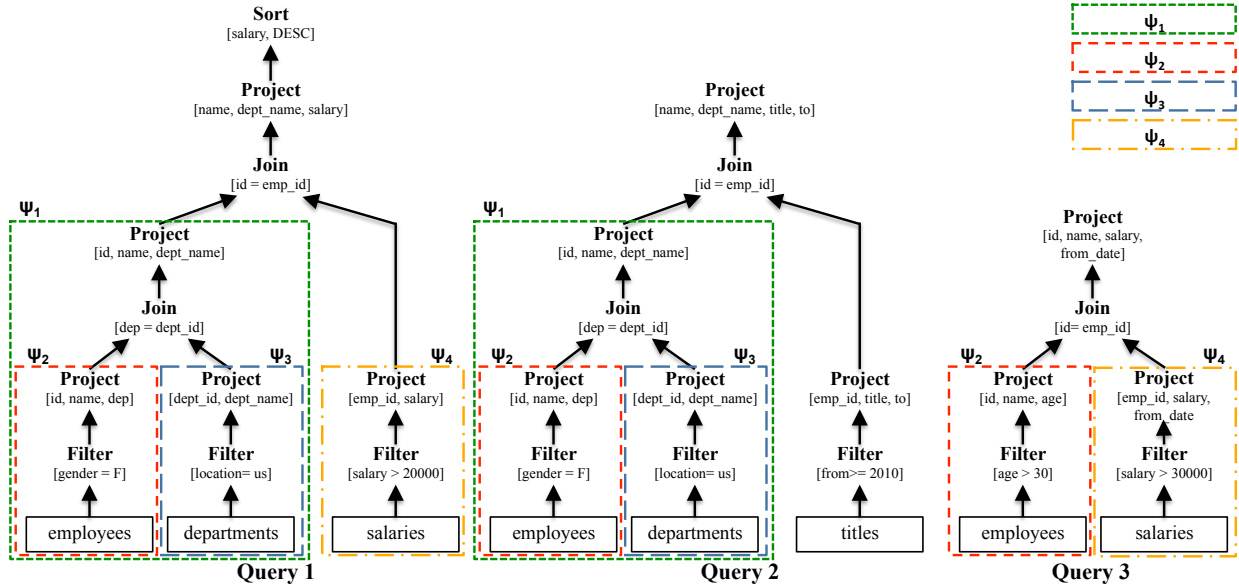 Sort
[salary, DESC]
Project
[name, dept_name, salary]
Join
[id = emp_id]
Ψ1
Project
[id, name, dept_name]
Join
[dep = dept_id]
Ψ2
Project
[id, name, dep]
Filter
[gender = F]
employees
Ψ3
Project
[dept_id, dept_name]
Filter
[location= us]
departments
Ψ4
Project
[emp_id, salary]
Filter
[salary > 20000]
salaries
Query 1
Project
[name, dept_name, title, to]
Join
[id = emp_id]
Ψ1
Project
[id, name, dept_name]
Join
[dep = dept_id]
Ψ2
Project
[id, name, dep]
Filter
[gender = F]
employees
Ψ3
Project
[dept_id, dept_name]
Filter
[location= us]
departments
Project
[emp_id, title, to]
Filter
[from>= 2010]
titles
Query 2
Project
[id, name, salary,
from_date]
Join
[id= emp_id]
Ψ2
Project
[id, name, age]
Filter
[age > 30]
employees
Ψ4
Project
[emp_id, salary,
from_date
Filter
[salary > 30000]
salaries
Query 3
Ψ1
Ψ2
Ψ3
Ψ4